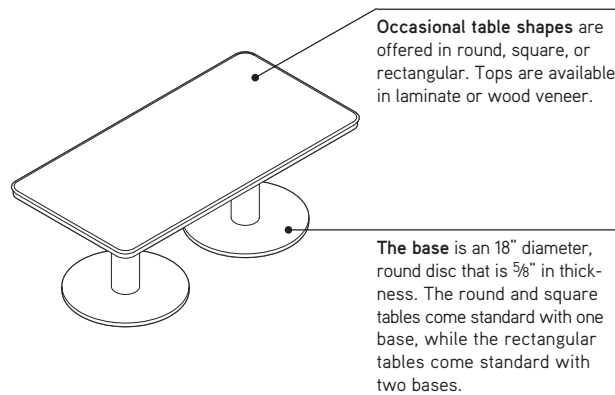 Occasional table shapes are
offered in round, square, or
rectangular. Tops are available
in laminate or wood veneer.
The base is an 18" diameter,
round disc that is ⅝" in thick-
ness. The round and square
tables come standard with one
base, while the rectangular
tables come standard with
two bases.